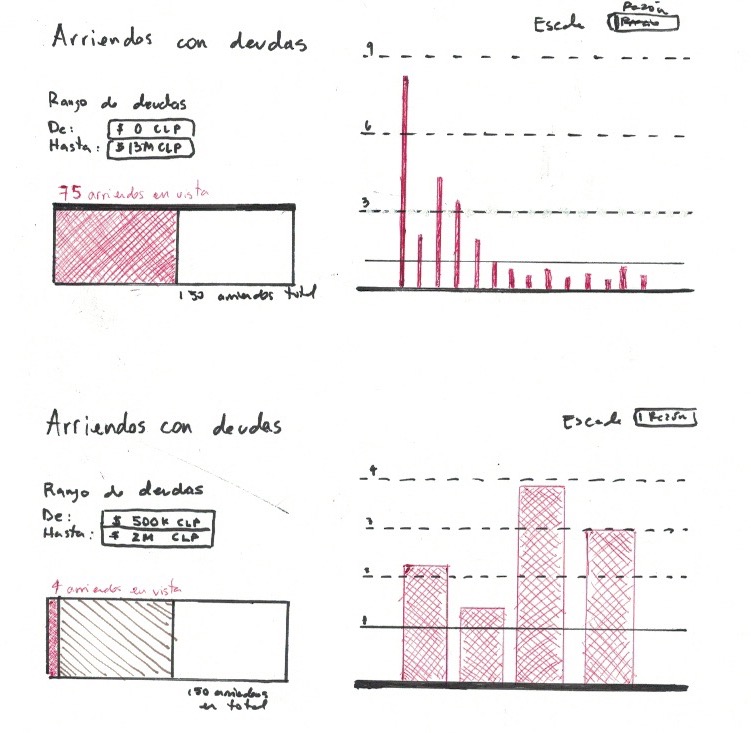 Arriendos con deudas
Escala
Razón
9
Rango de deudas
De: $ 0 CLP
Hasta: $ 13M CLP
6
75 arriendos en vista
3
150 arriendos total
Arriendos con deudas
Escala 1 Razón
4
Rango de deudas
3
De: $ 500K CLP
Hasta: $ 2M CLP
2
4 arriendos en vista
1
150 arriendos
en total